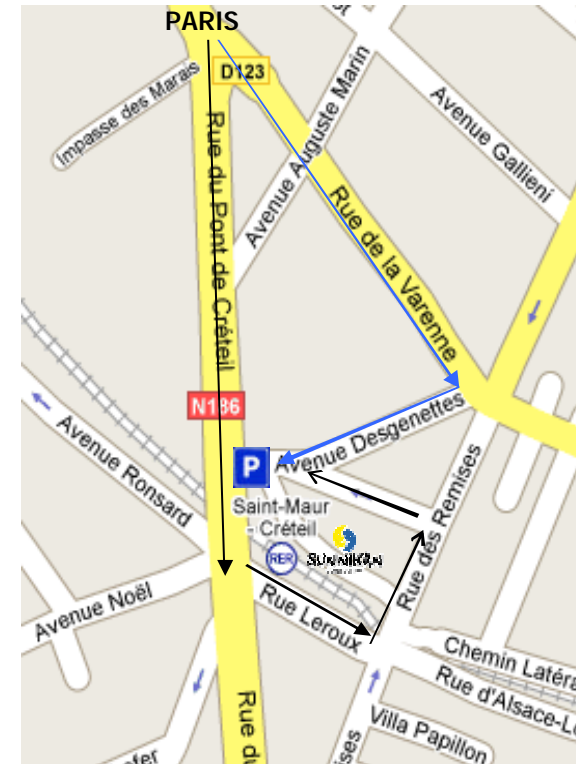 PARIS
D123
Impasse des Marais
Rue du Pont de Créteil
Avenue Auguste Marin
Avenue Gallieni
Rue de la Varenne
N186
Avenue Desgenettes
P
Avenue Ronsard
Saint-Maur
- Créteil
RER
Rue des Remises
Avenue Noël
Rue Leroux
Chemin Latéra
Rue d'Alsace-Lo
Villa Papillon
Rue du
ises
fer